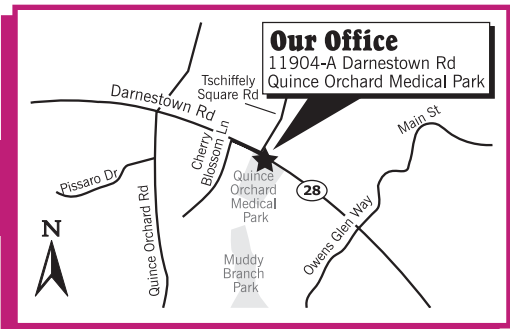 Our Office
11904-A Darnestown Rd
Quince Orchard Medical Park
Tschiffely
Square Rd
Darnestown Rd
Main St
Cherry
Blossom Ln
Pissaro Dr
Quince
Orchard
Medical
Park
28
Quince Orchard Rd
Owens Glen Way
N
Muddy
Branch
Park